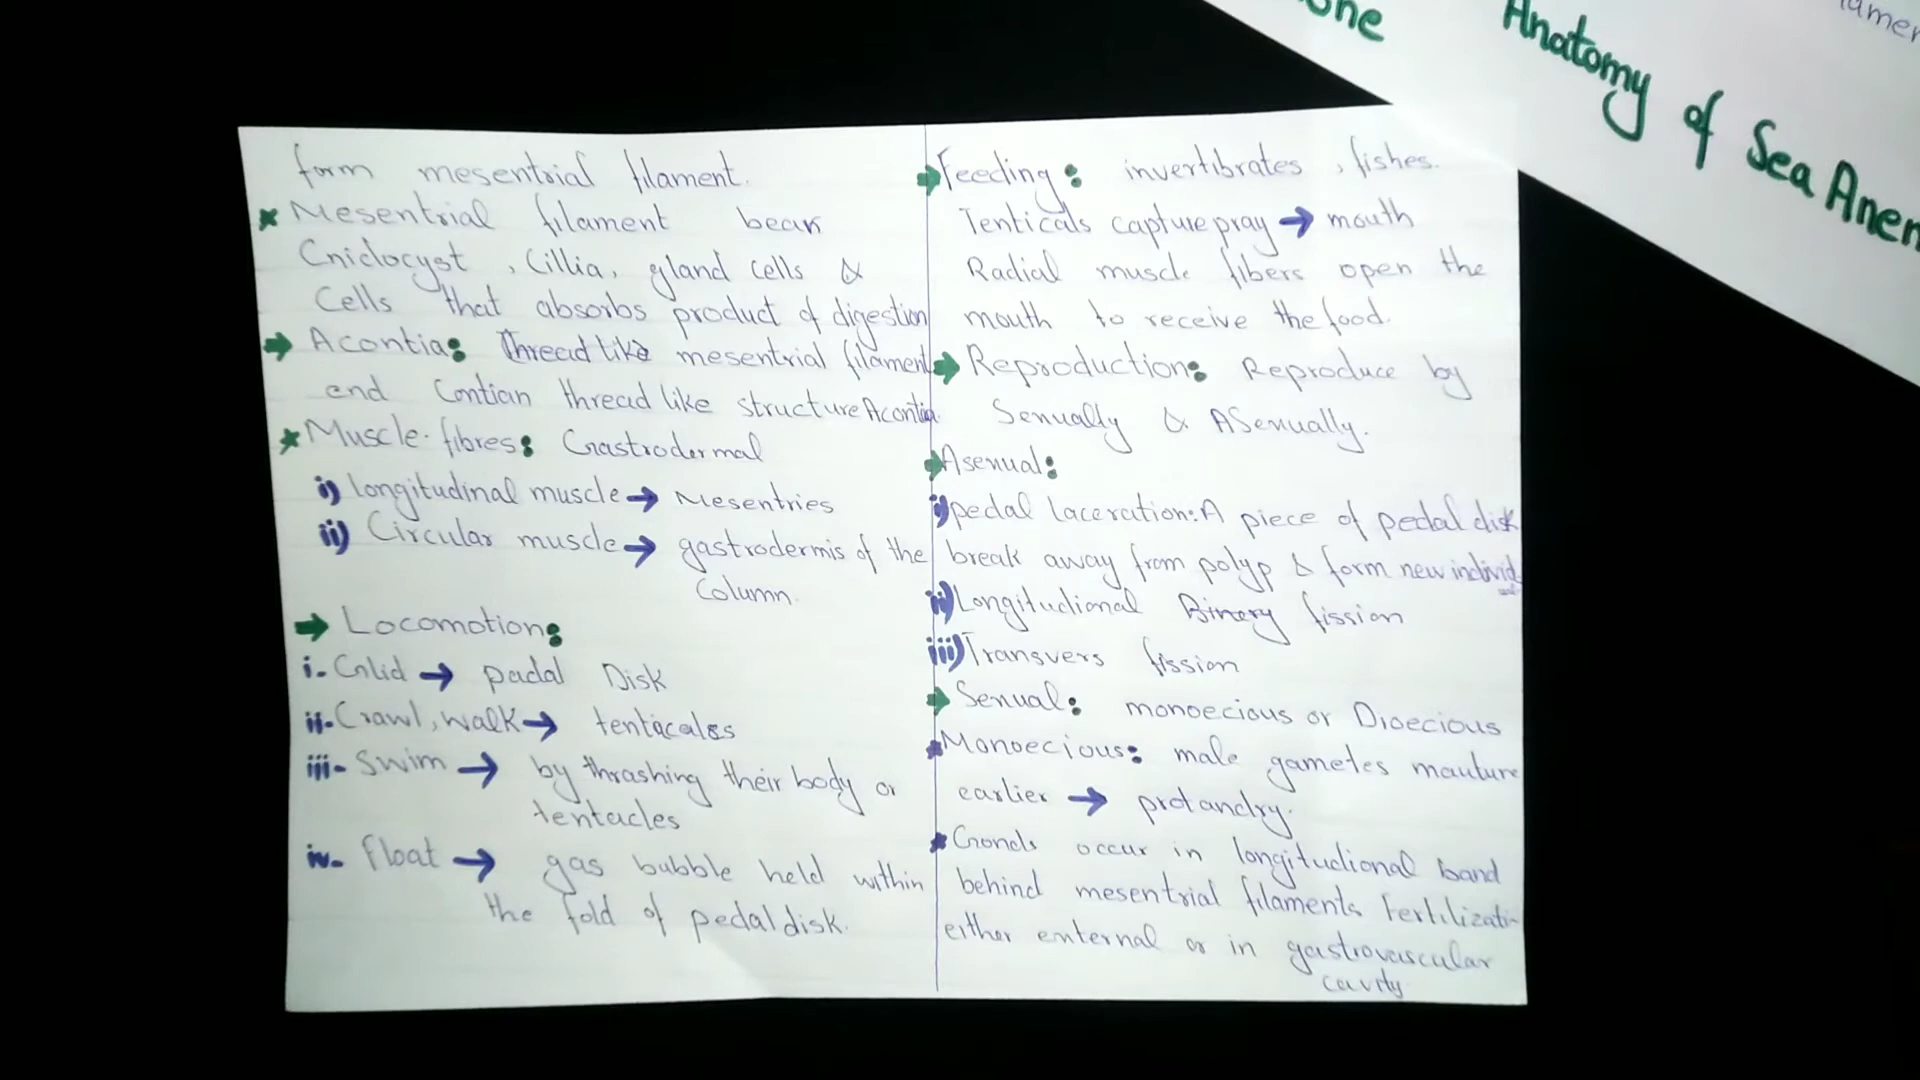 form mesentrial filament.
Mesentrial filament bears
Cnidocyst, Cillia, gland cells &
Cells that absorbs product of digestion
Acontia: Threadlike mesentrial filament
end Contian thread like structure Acontia
Muscle fibres: Gastrodermal
i) longitudinal muscle → Mesentries
ii) Circular muscle → gastrodermis of the
Column.
Locomotion:
i. Glid → padal Disk
ii. Crawl, walk → tentacales
iii- Swim → by thrashing their body or
tentacles
iv- float → gas bubble held within
the fold of pedal disk.
Feeding: invertibrates, fishes.
Tenticals capture pray → mouth
Radial muscle fibers open the
mouth to receive the food.
Reproduction: Reproduce by
Sexually & ASexually.
Asexual:
i) pedal laceration: A piece of pedal disk
break away from polyp & form new individual
ii) Longitudional Binery fission
iii) Transvers fission
Sexual: monoecious or Dioecious
Monoecious: male gametes mauture
earlier → protandry.
Gonds occur in longitudional band
behind mesentrial filaments Fertilizati
either external or in gastrovascular
cavity
one
Anatomy of Sea Anem